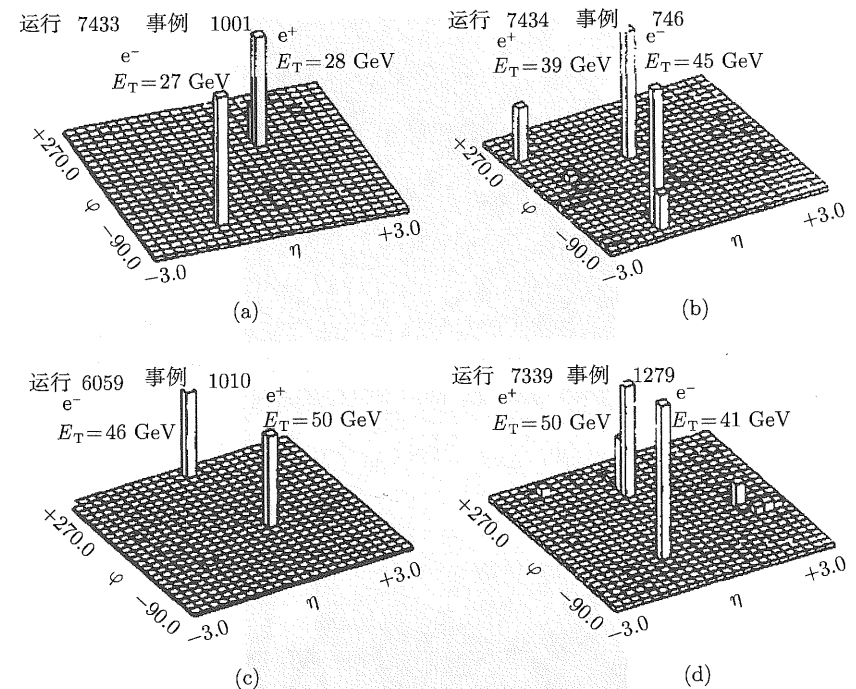 运行 7433 事例 1001
e⁻
E_T=27 GeV
e⁺
E_T=28 GeV
+270.0
φ
−90.0
−3.0
η
+3.0
(a)
运行 7434 事例 746
e⁺
E_T=39 GeV
e⁻
E_T=45 GeV
+270.0
φ
−90.0
−3.0
η
+3.0
(b)
运行 6059 事例 1010
e⁻
E_T=46 GeV
e⁺
E_T=50 GeV
+270.0
φ
−90.0
−3.0
η
+3.0
(c)
运行 7339 事例 1279
e⁺
E_T=50 GeV
e⁻
E_T=41 GeV
+270.0
φ
−90.0
−3.0
η
+3.0
(d)